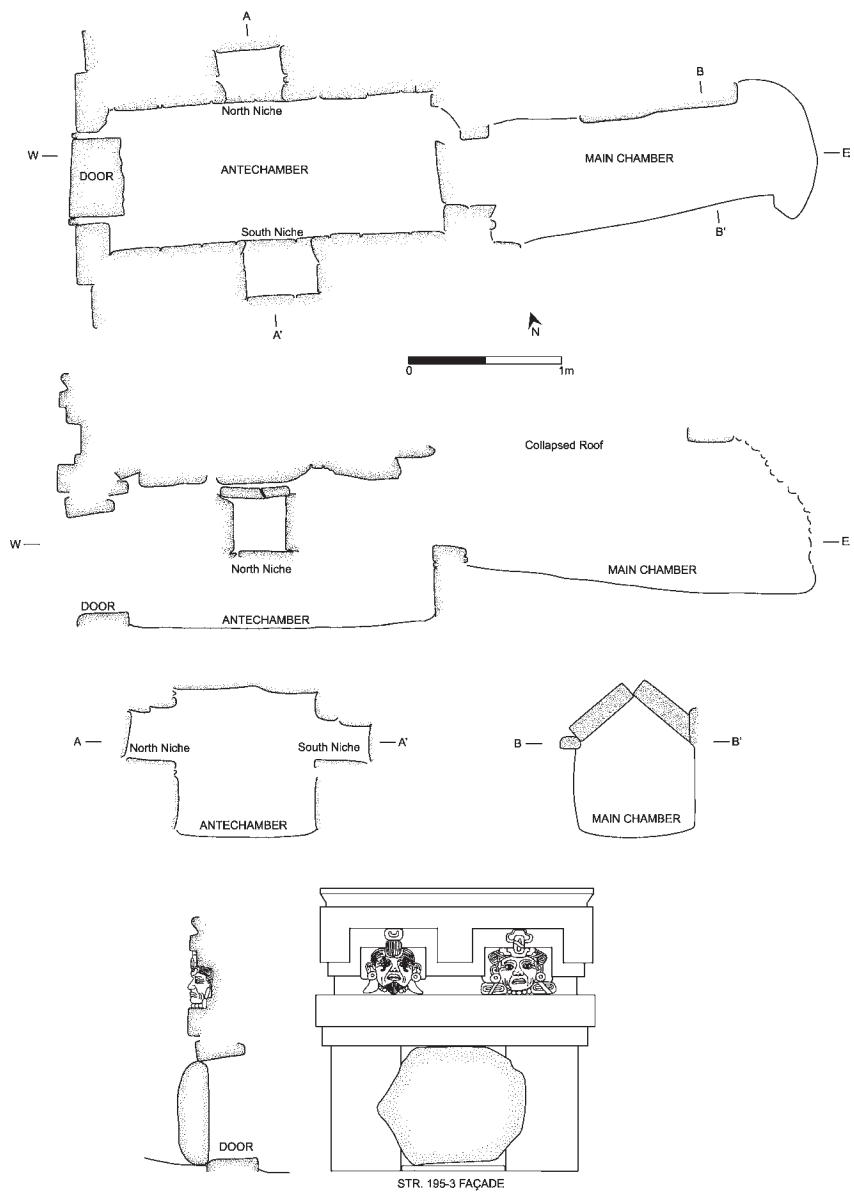 A
B
North Niche
W
DOOR
ANTECHAMBER
MAIN CHAMBER
E
South Niche
B'
A'
N
0
1m
Collapsed Roof
W
E
North Niche
MAIN CHAMBER
DOOR
ANTECHAMBER
A
North Niche
South Niche
A'
B
B'
ANTECHAMBER
MAIN CHAMBER
DOOR
STR. 195-3 FAÇADE